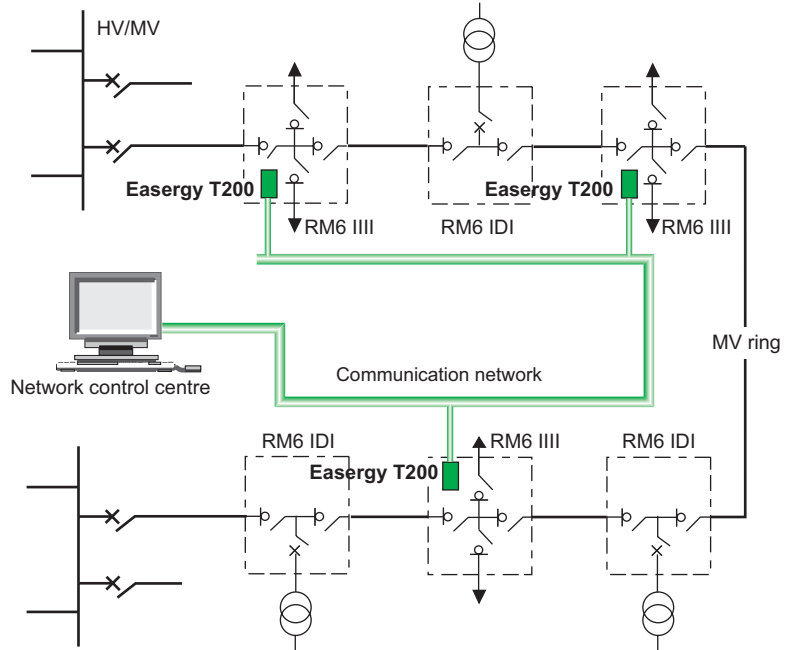 HV/MV
Easergy T200
Easergy T200
RM6 IIII
RM6 IDI
RM6 IIII
MV ring
Communication network
Network control centre
RM6 IDI
RM6 IIII
RM6 IDI
Easergy T200